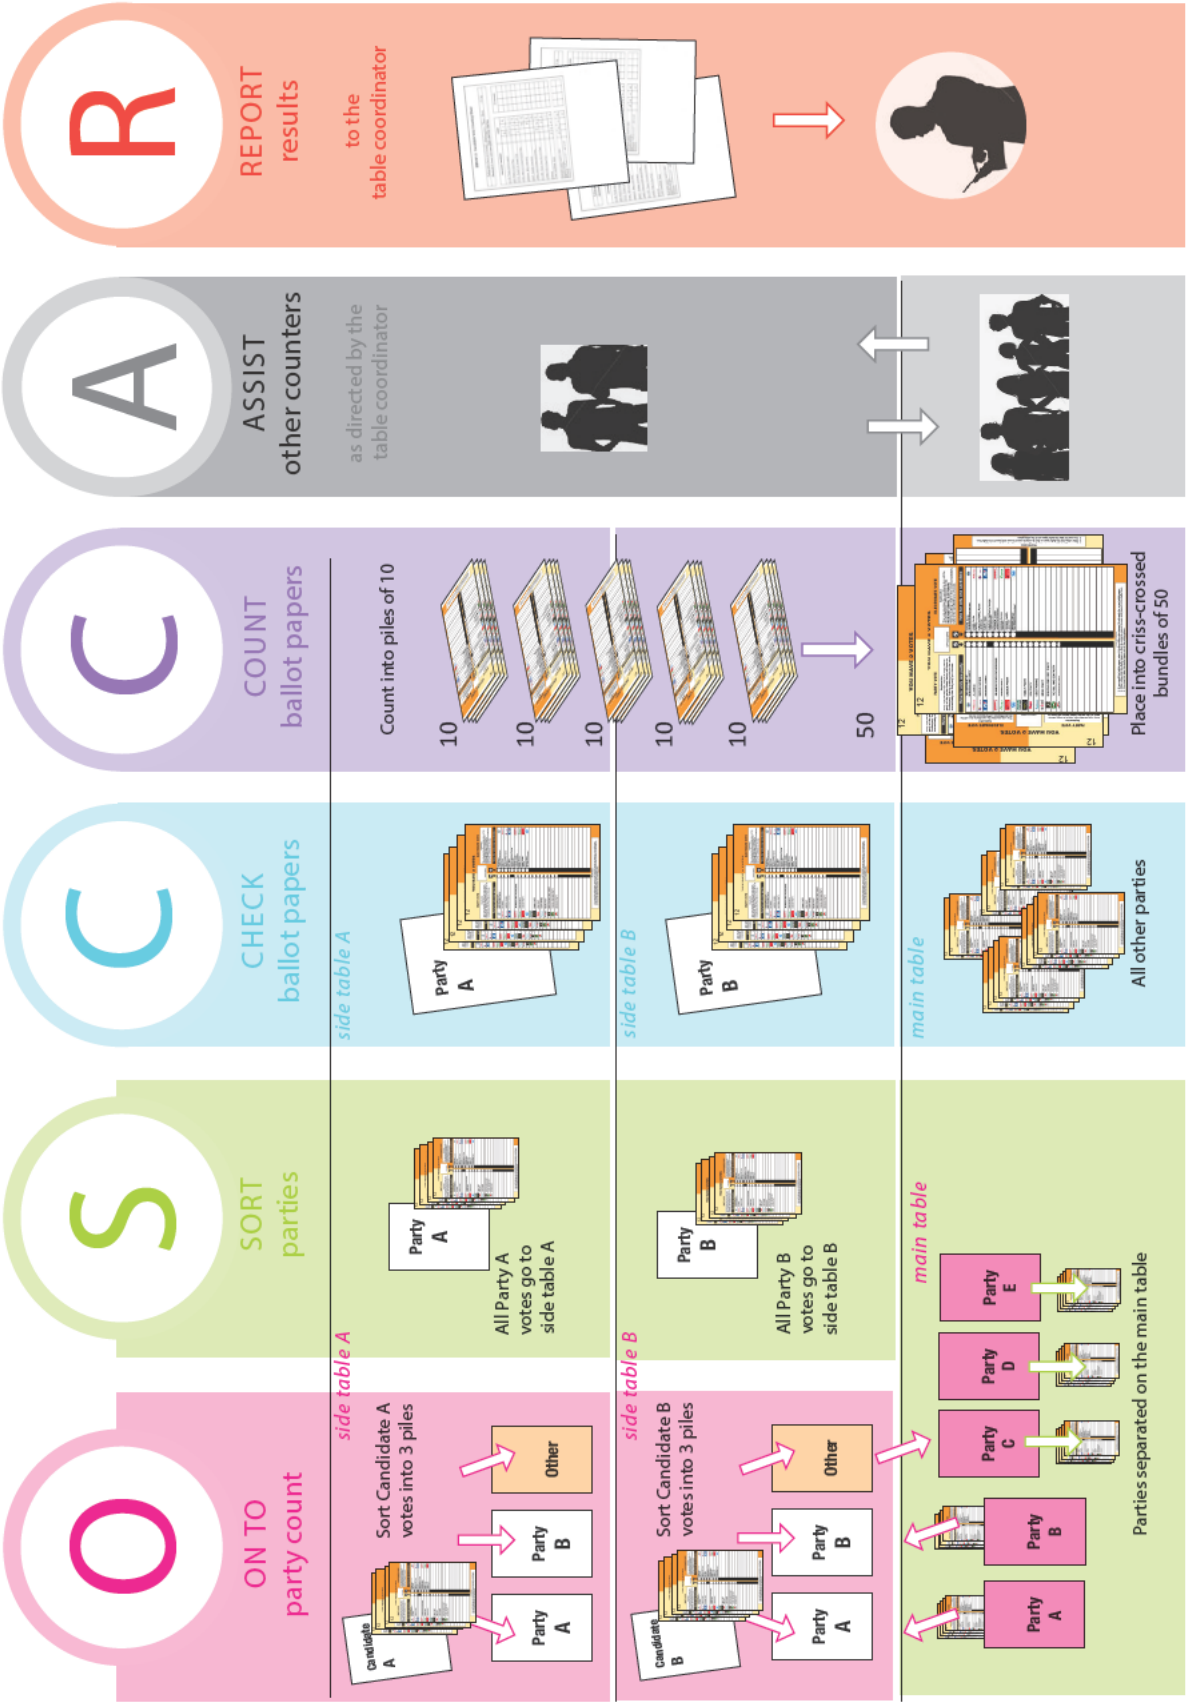 O
ON TO
party count
side table A
Sort Candidate A
votes into 3 piles
Candidate
A
Party
A
Party
B
Other
side table B
Sort Candidate B
votes into 3 piles
Candidate
B
Party
A
Party
B
Other
S
SORT
parties
Party
A
All Party A
votes go to
side table A
Party
B
All Party B
votes go to
side table B
main table
Party
A
Party
B
Party
C
Party
D
Party
E
Parties separated on the main table
C
CHECK
ballot papers
side table A
Party
A
side table B
Party
B
main table
All other parties
C
COUNT
ballot papers
Count into piles of 10
10
10
10
10
10
50
YOU HAVE 2 VOTES
12
Place into criss-crossed
bundles of 50
A
ASSIST
other counters
as directed by the
table coordinator
R
REPORT
results
to the
table coordinator